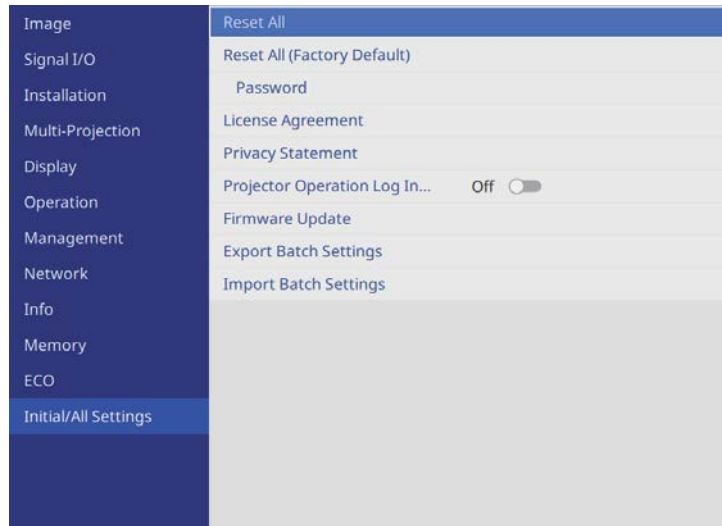 Image
Signal I/O
Installation
Multi-Projection
Display
Operation
Management
Network
Info
Memory
ECO
Initial/All Settings
Reset All
Reset All (Factory Default)
Password
License Agreement
Privacy Statement
Projector Operation Log In... Off
Firmware Update
Export Batch Settings
Import Batch Settings